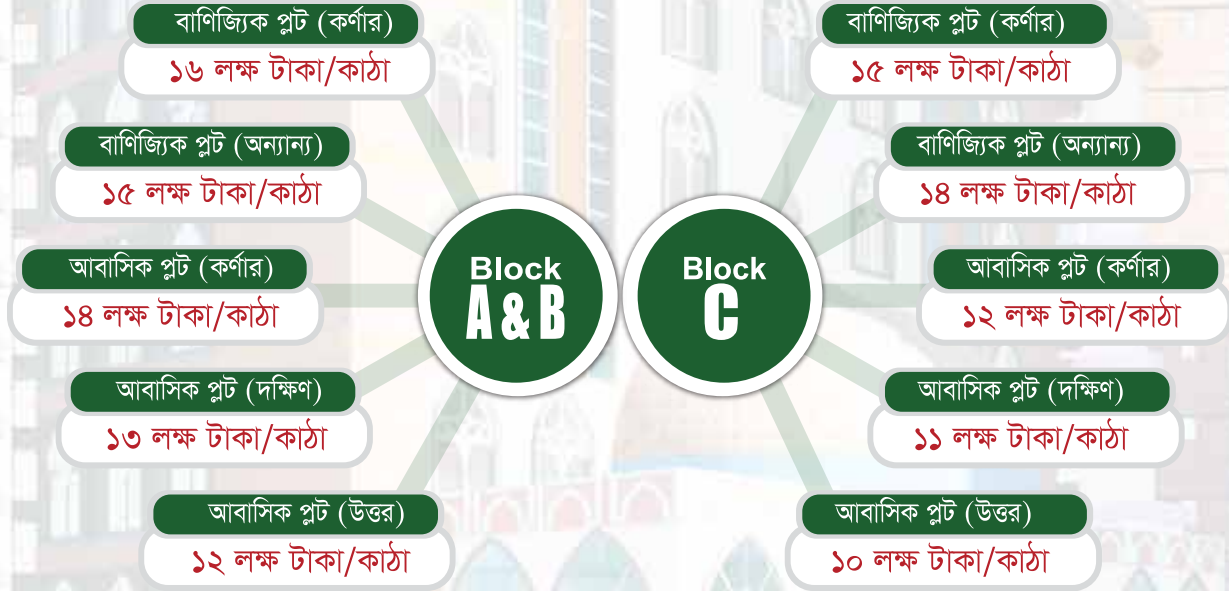 বাণিজ্যিক প্লট (কর্ণার)
১৬ লক্ষ টাকা/কাঠা
বাণিজ্যিক প্লট (অন্যান্য)
১৫ লক্ষ টাকা/কাঠা
আবাসিক প্লট (কর্ণার)
১৪ লক্ষ টাকা/কাঠা
আবাসিক প্লট (দক্ষিণ)
১৩ লক্ষ টাকা/কাঠা
আবাসিক প্লট (উত্তর)
১২ লক্ষ টাকা/কাঠা
Block
A & B
Block
C
বাণিজ্যিক প্লট (কর্ণার)
১৫ লক্ষ টাকা/কাঠা
বাণিজ্যিক প্লট (অন্যান্য)
১৪ লক্ষ টাকা/কাঠা
আবাসিক প্লট (কর্ণার)
১২ লক্ষ টাকা/কাঠা
আবাসিক প্লট (দক্ষিণ)
১১ লক্ষ টাকা/কাঠা
আবাসিক প্লট (উত্তর)
১০ লক্ষ টাকা/কাঠা